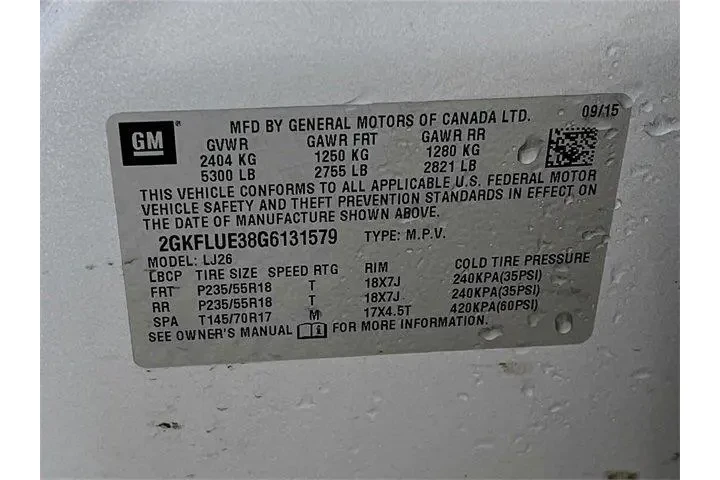 GM
MFD BY GENERAL MOTORS OF CANADA LTD. 09/15
GVWR GAWR FRT GAWR RR
2404 KG 1250 KG 1280 KG
5300 LB 2755 LB 2821 LB
THIS VEHICLE CONFORMS TO ALL APPLICABLE U.S. FEDERAL MOTOR
VEHICLE SAFETY AND THEFT PREVENTION STANDARDS IN EFFECT ON
THE DATE OF MANUFACTURE SHOWN ABOVE.
2GKFLUE38G6131579 TYPE: M.P.V.
MODEL: LJ26
LBCP TIRE SIZE SPEED RTG RIM COLD TIRE PRESSURE
FRT P235/55R18 T 18X7J 240KPA(35PSI)
RR P235/55R18 T 18X7J 240KPA(35PSI)
SPA T145/70R17 M 17X4.5T 420KPA(60PSI)
SEE OWNER'S MANUAL FOR MORE INFORMATION.